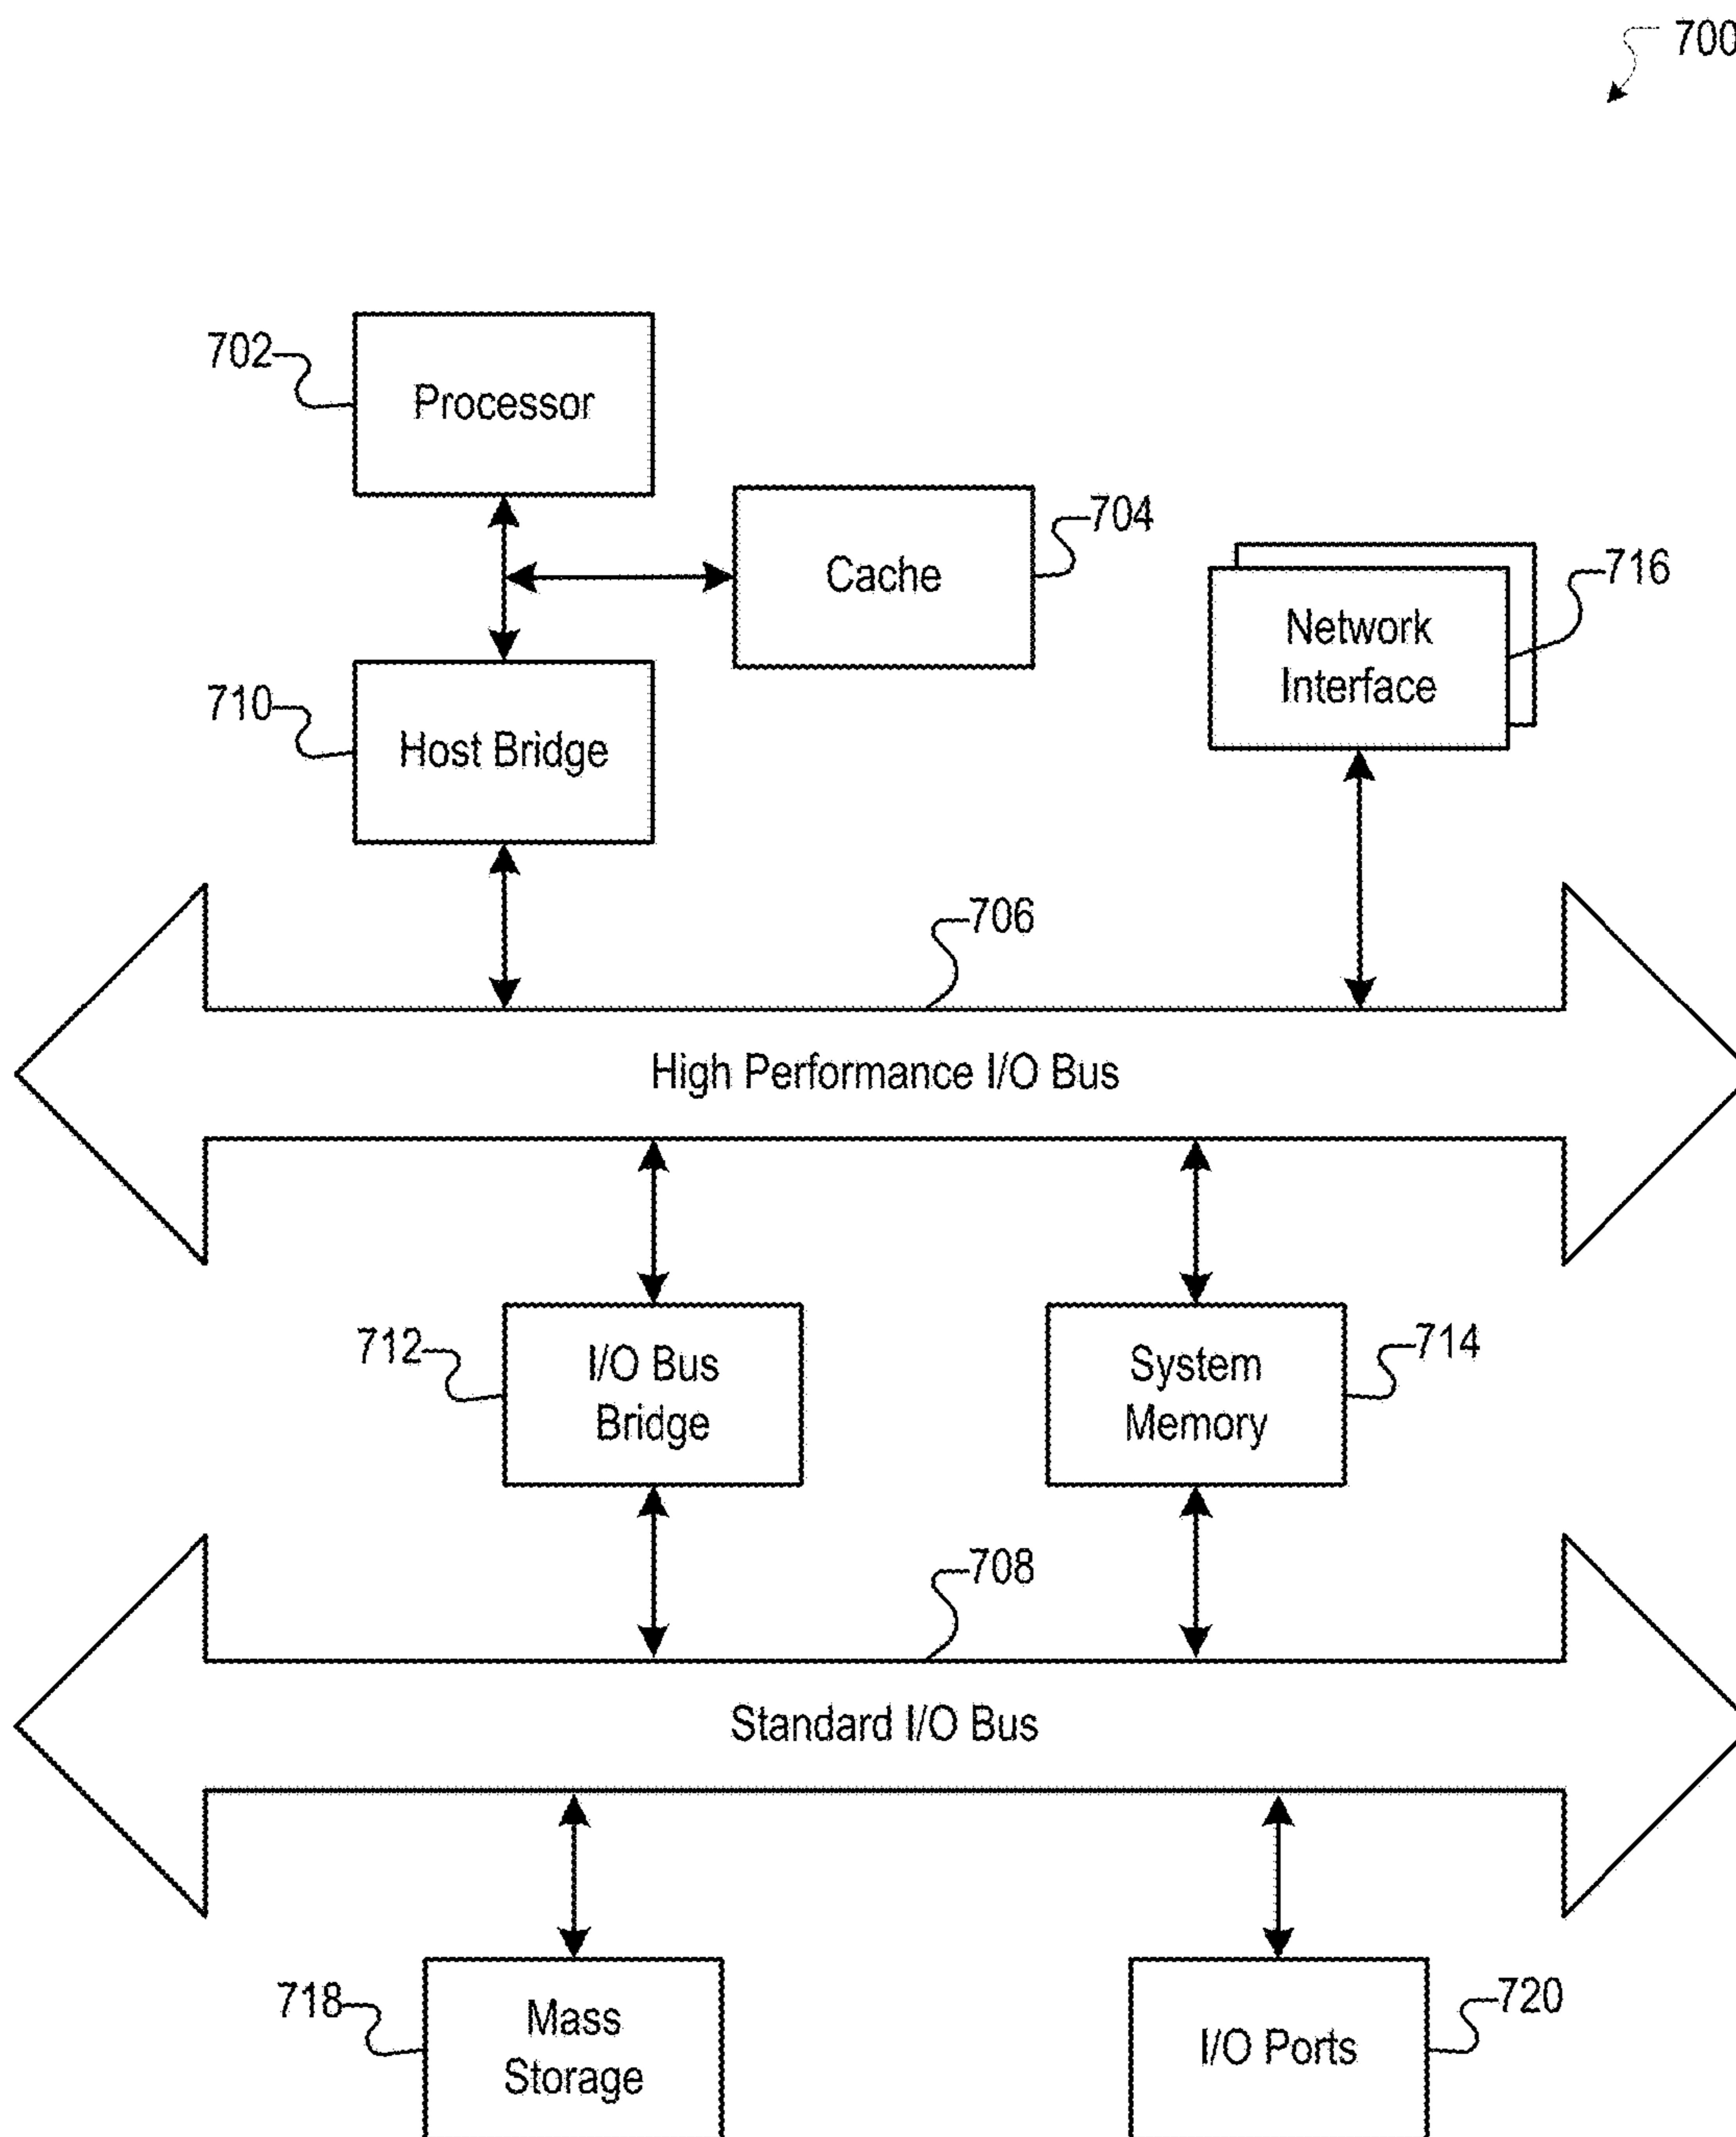 700
702
Processor
704
Cache
716
Network
Interface
710
Host Bridge
706
High Performance I/O Bus
712
I/O Bus
Bridge
714
System
Memory
708
Standard I/O Bus
718
Mass
Storage
720
I/O Ports